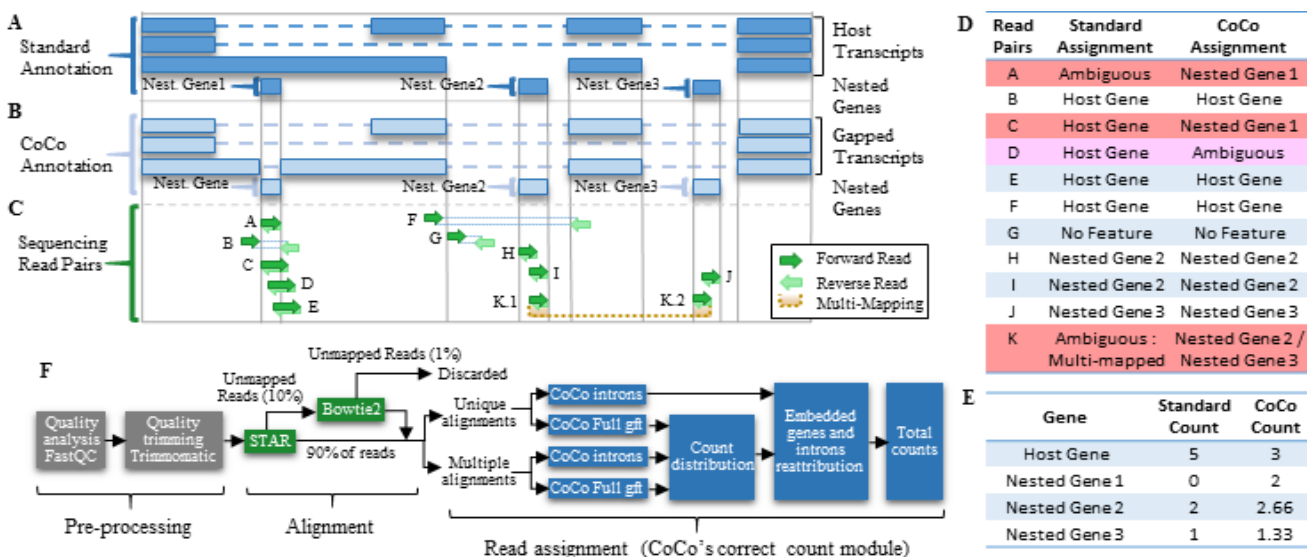 A
Standard
Annotation
Nest. Gene1
Nest. Gene2
Nest. Gene3
Host
Transcripts
Nested
Genes
B
CoCo
Annotation
Nest. Gene
Nest. Gene2
Nest. Gene3
Gapped
Transcripts
Nested
Genes
C
Sequencing
Read Pairs
A
B
C
D
E
F
G
H
I
J
K.1
K.2
Forward Read
Reverse Read
Multi-Mapping
D
Read Pairs Standard Assignment CoCo Assignment
A Ambiguous Nested Gene 1
B Host Gene Host Gene
C Host Gene Nested Gene 1
D Host Gene Ambiguous
E Host Gene Host Gene
F Host Gene Host Gene
G No Feature No Feature
H Nested Gene 2 Nested Gene 2
I Nested Gene 2 Nested Gene 2
J Nested Gene 3 Nested Gene 3
K Ambiguous : Nested Gene 2 /
Multi-mapped Nested Gene 3
E
Gene Standard Count CoCo Count
Host Gene 5 3
Nested Gene 1 0 2
Nested Gene 2 2 2.66
Nested Gene 3 1 1.33
F
Quality
analysis
FastQC
Quality
trimming
Trimmomatic
STAR
Unmapped
Reads (10%)
Bowtie2
Unmapped Reads (1%)
Discarded
90% of reads
Unique
alignments
Multiple
alignments
CoCo introns
CoCo Full gft
CoCo introns
CoCo Full gft
Count
distribution
Embedded
genes and
introns
reattribution
Total
counts
Pre-processing
Alignment
Read assignment (CoCo's correct_count module)